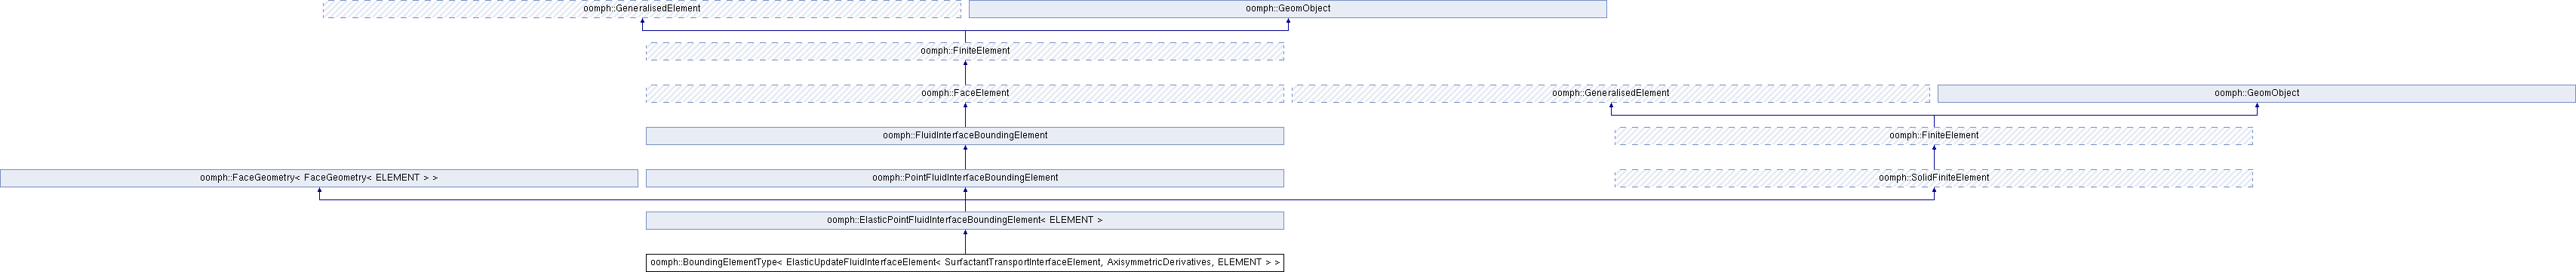 oomph::GeneralisedElement
oomph::GeomObject
oomph::FiniteElement
oomph::FaceElement
oomph::GeneralisedElement
oomph::GeomObject
oomph::FluidInterfaceBoundingElement
oomph::FiniteElement
oomph::FaceGeometry< FaceGeometry< ELEMENT > >
oomph::PointFluidInterfaceBoundingElement
oomph::SolidFiniteElement
oomph::ElasticPointFluidInterfaceBoundingElement< ELEMENT >
oomph::BoundingElementType< ElasticUpdateFluidInterfaceElement< SurfactantTransportInterfaceElement, AxisymmetricDerivatives, ELEMENT > >